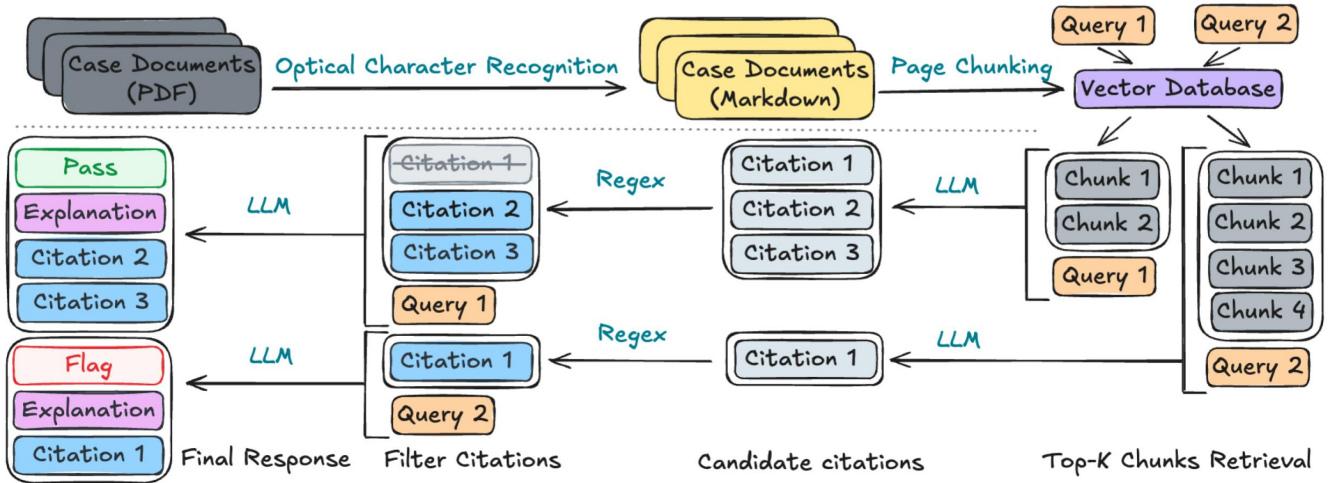 Case Documents
(PDF)
Optical Character Recognition
Case Documents
(Markdown)
Page Chunking
Query 1
Query 2
Vector Database
Pass
Explanation
Citation 2
Citation 3
LLM
Citation 1
Citation 2
Citation 3
Query 1
Regex
Citation 1
Citation 2
Citation 3
LLM
Chunk 1
Chunk 2
Query 1
Chunk 1
Chunk 2
Chunk 3
Chunk 4
Query 2
Flag
Explanation
Citation 1
LLM
Citation 1
Query 2
Regex
Citation 1
LLM
Final Response
Filter Citations
Candidate citations
Top-K Chunks Retrieval